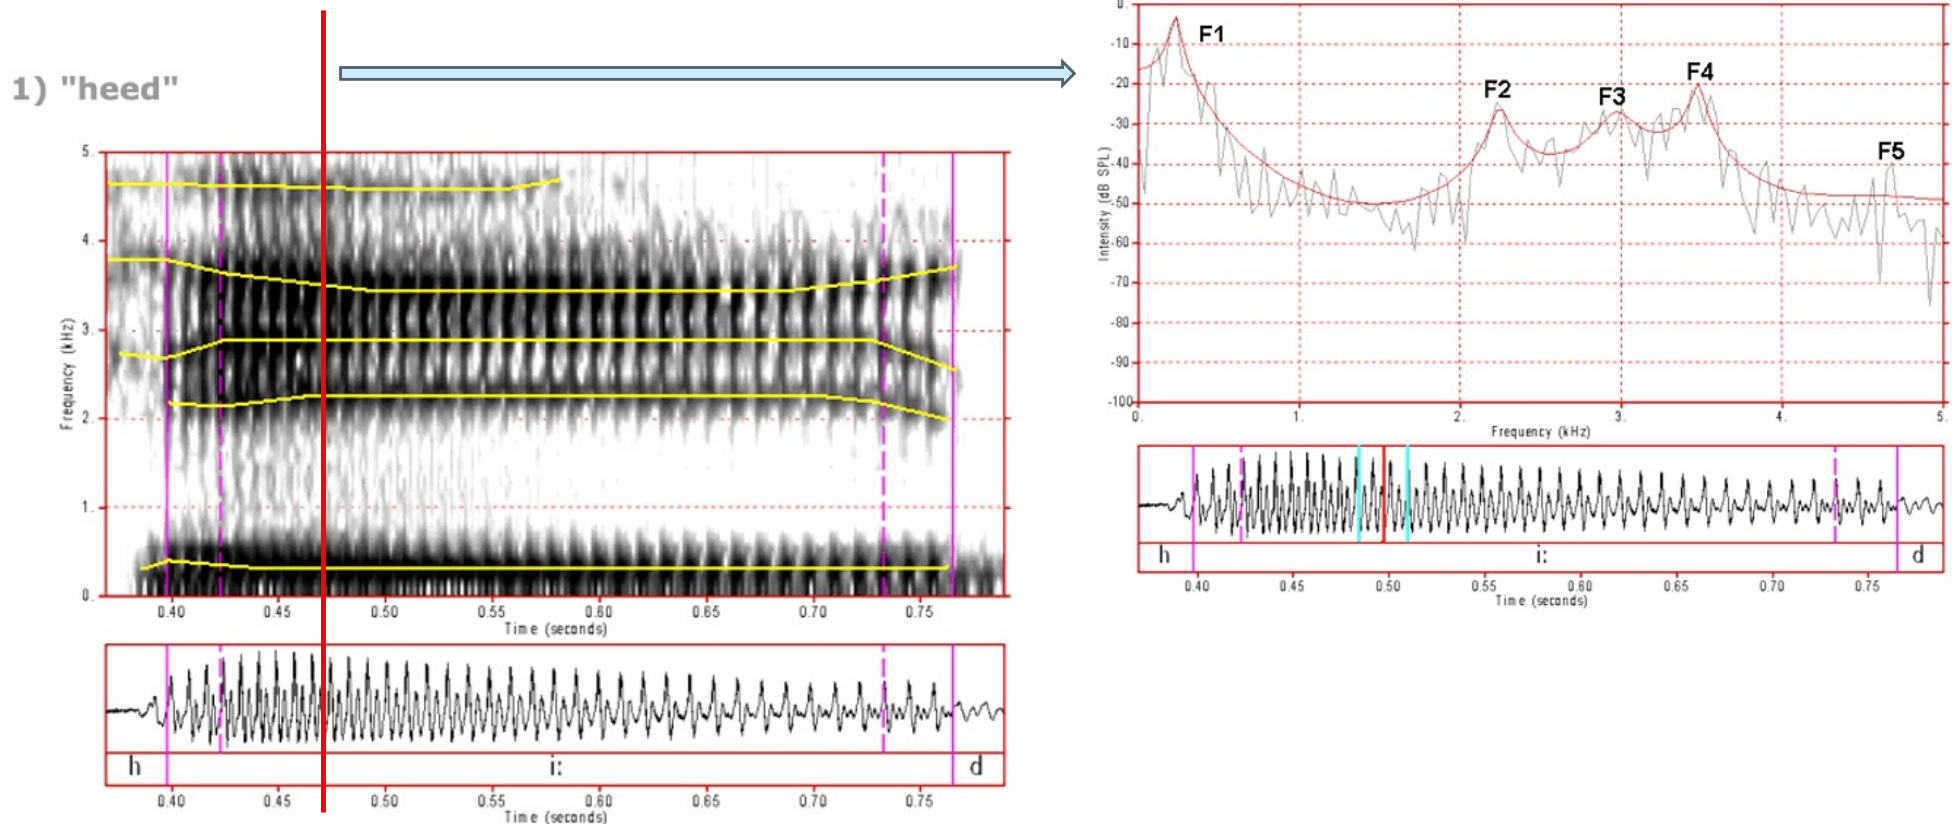 1) "heed"
5.
4.
3.
2.
1.
0.
Frequency (kHz)
0.40 0.45 0.50 0.55 0.60 0.65 0.70 0.75
Time (seconds)
h i: d
0.40 0.45 0.50 0.55 0.60 0.65 0.70 0.75
Time (seconds)
F1
F2
F3
F4
F5
0.
-10
-20
-30
-40
-50
-60
-70
-80
-90
-100
Intensity (dB SPL)
0. 1. 2. 3. 4. 5.
Frequency (kHz)
h i: d
0.40 0.45 0.50 0.55 0.60 0.65 0.70 0.75
Time (seconds)